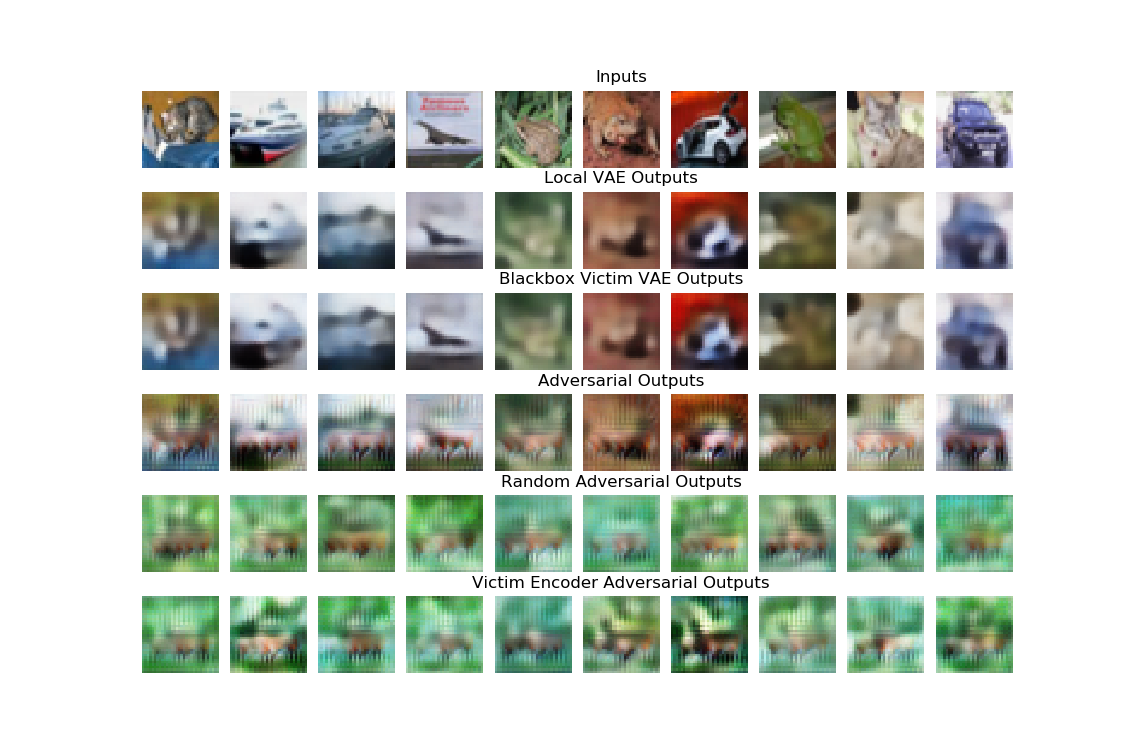 Inputs
Local VAE Outputs
Blackbox Victim VAE Outputs
Adversarial Outputs
Random Adversarial Outputs
Victim Encoder Adversarial Outputs